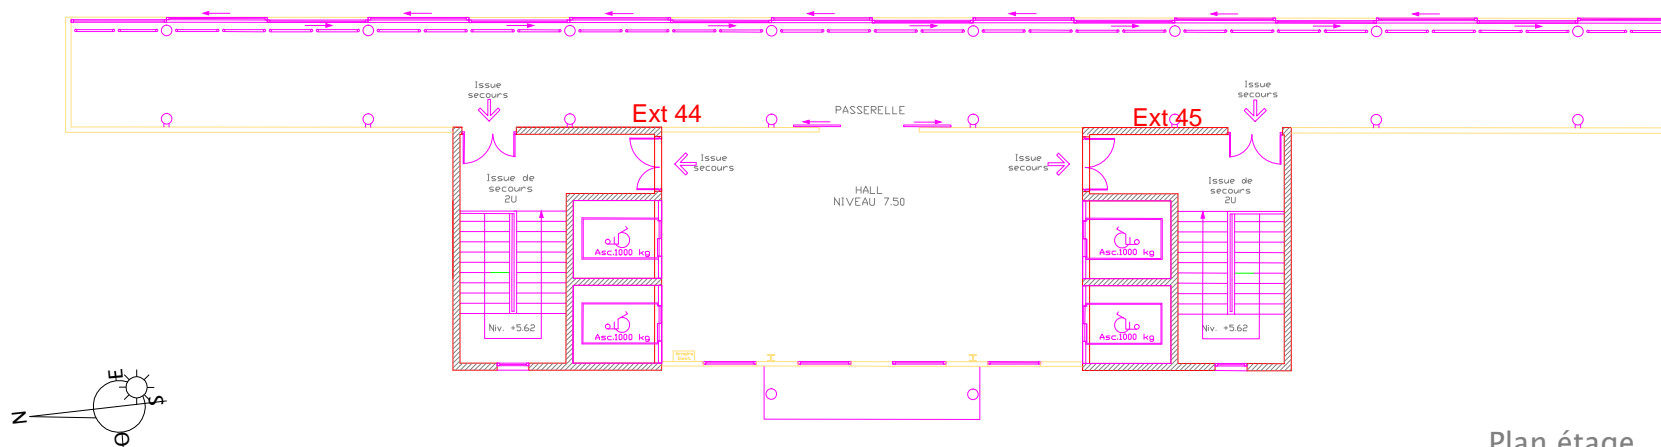 Issue
secours
Ext 44
PASSERELLE
Ext 45
Issue
secours
Issue
secours
Issue
secours
Issue de
secours
2U
HALL
NIVEAU 7.50
Issue de
secours
2U
Asc.1000 kg
Asc.1000 kg
Niv. +5.62
Asc.1000 kg
Asc.1000 kg
Niv. +5.62
N
E
S
O
Plan étage